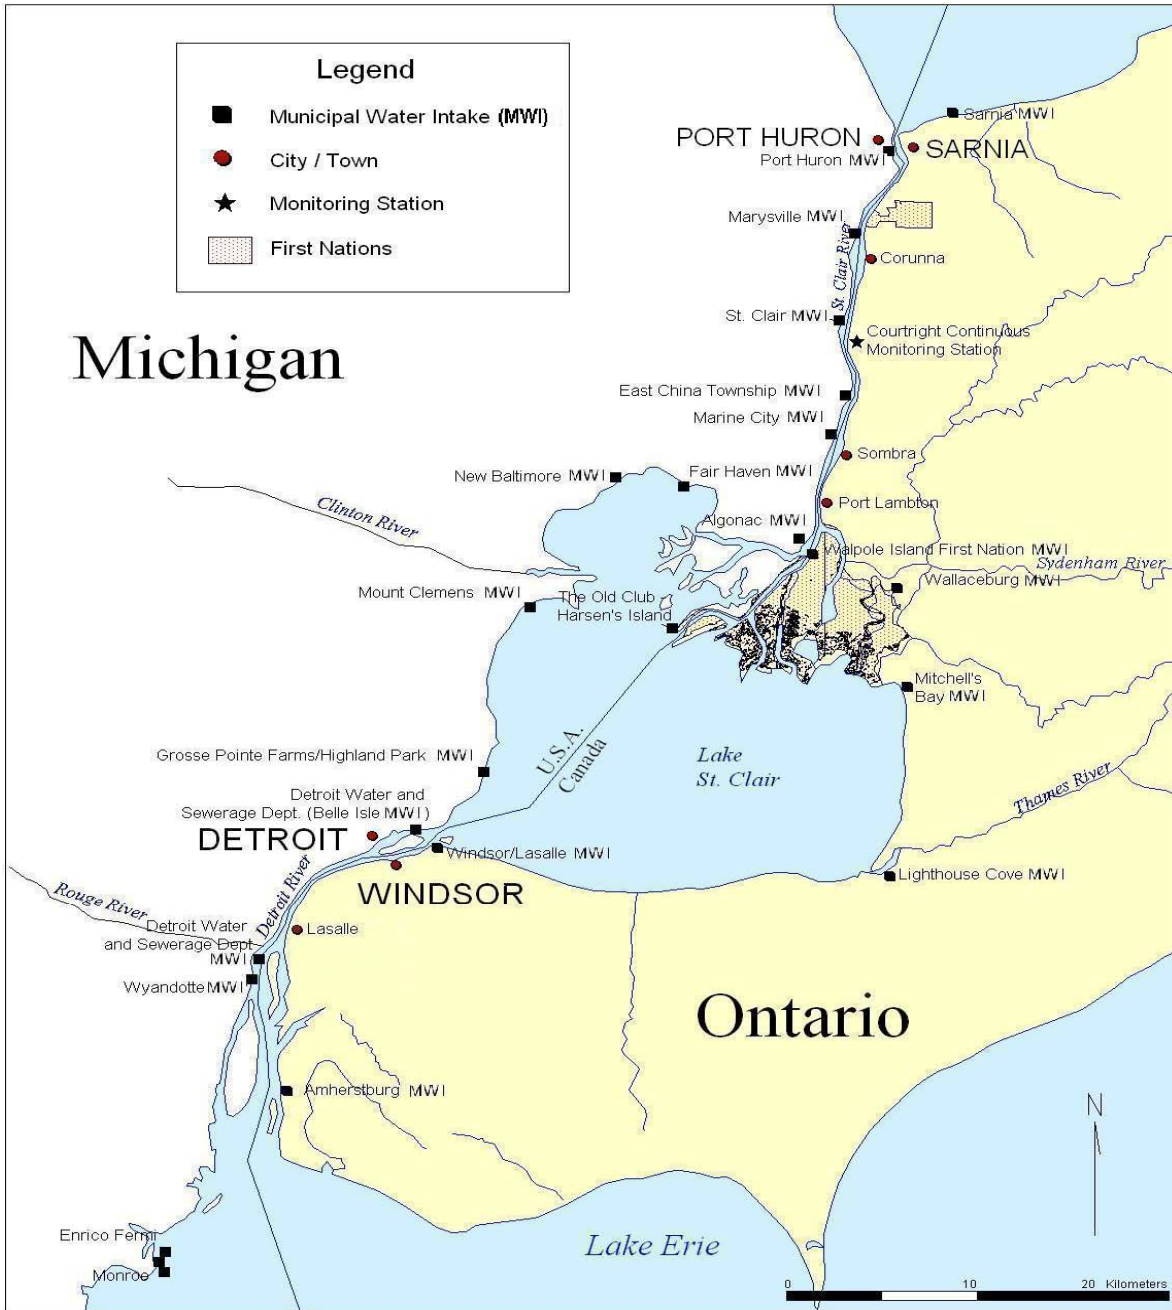 Legend
Municipal Water Intake (MWI)
City / Town
Monitoring Station
First Nations
Michigan
Sarnia MWI
PORT HURON
SARNIA
Port Huron MWI
Marysville MWI
St. Clair River
Corunna
St. Clair MWI
Courtright Continuous
Monitoring Station
East China Township MWI
Marine City MWI
Sombra
New Baltimore MWI
Fair Haven MWI
Port Lambton
Clinton River
Algonac MWI
Walpole Island First Nation MWI
Sydenham River
Wallaceburg MWI
Mount Clemens MWI
The Old Club -
Harsen's Island
Mitchell's
Bay MWI
U.S.A.
Canada
Lake
St. Clair
Grosse Pointe Farms/Highland Park MWI
Thames River
Detroit Water and
Sewerage Dept. (Belle Isle MWI)
DETROIT
Windsor/Lasalle MWI
Lighthouse Cove MWI
WINDSOR
Rouge River
Detroit River
Detroit Water
and Sewerage Dept
MWI
Lasalle
Wyandotte MWI
Ontario
Amherstburg MWI
N
Enrico Fermi
Monroe
Lake Erie
0 10 20 Kilometers